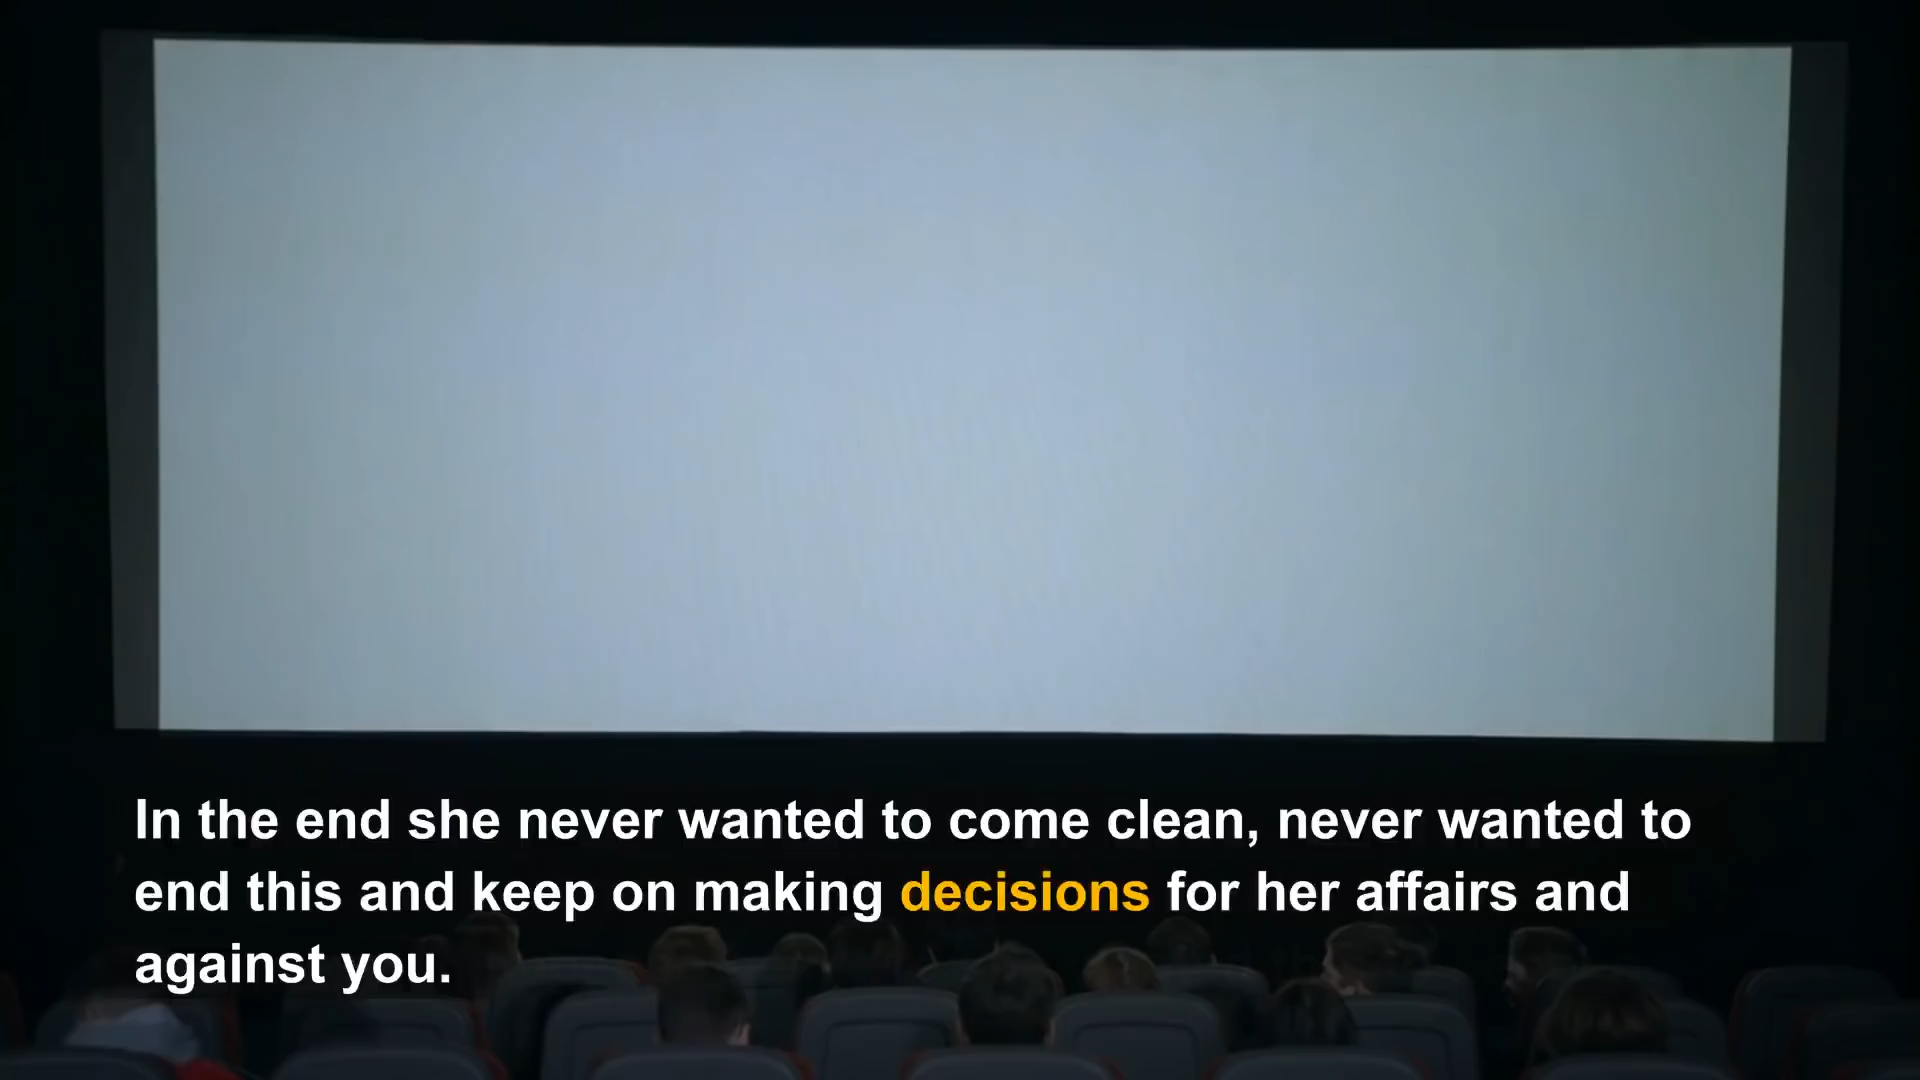 In the end she never wanted to come clean, never wanted to
end this and keep on making decisions for her affairs and
against you.